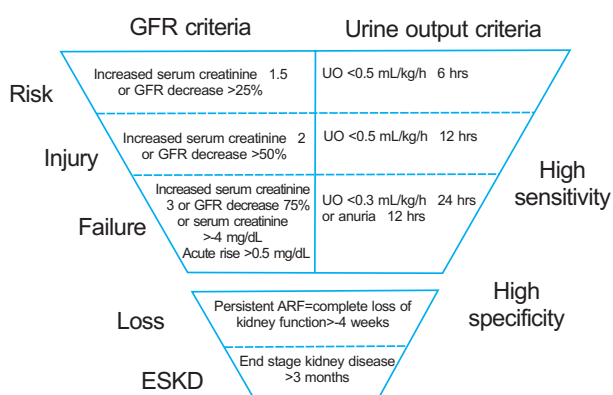 GFR criteria
Urine output criteria
Risk
Increased serum creatinine 1.5
or GFR decrease >25%
UO <0.5 mL/kg/h 6 hrs
Injury
Increased serum creatinine 2
or GFR decrease >50%
UO <0.5 mL/kg/h 12 hrs
High
sensitivity
Failure
Increased serum creatinine
3 or GFR decrease 75%
or serum creatinine
>-4 mg/dL
Acute rise >0.5 mg/dL
UO <0.3 mL/kg/h 24 hrs
or anuria 12 hrs
High
specificity
Loss
Persistent ARF=complete loss of
kidney function>-4 weeks
ESKD
End stage kidney disease
>3 months